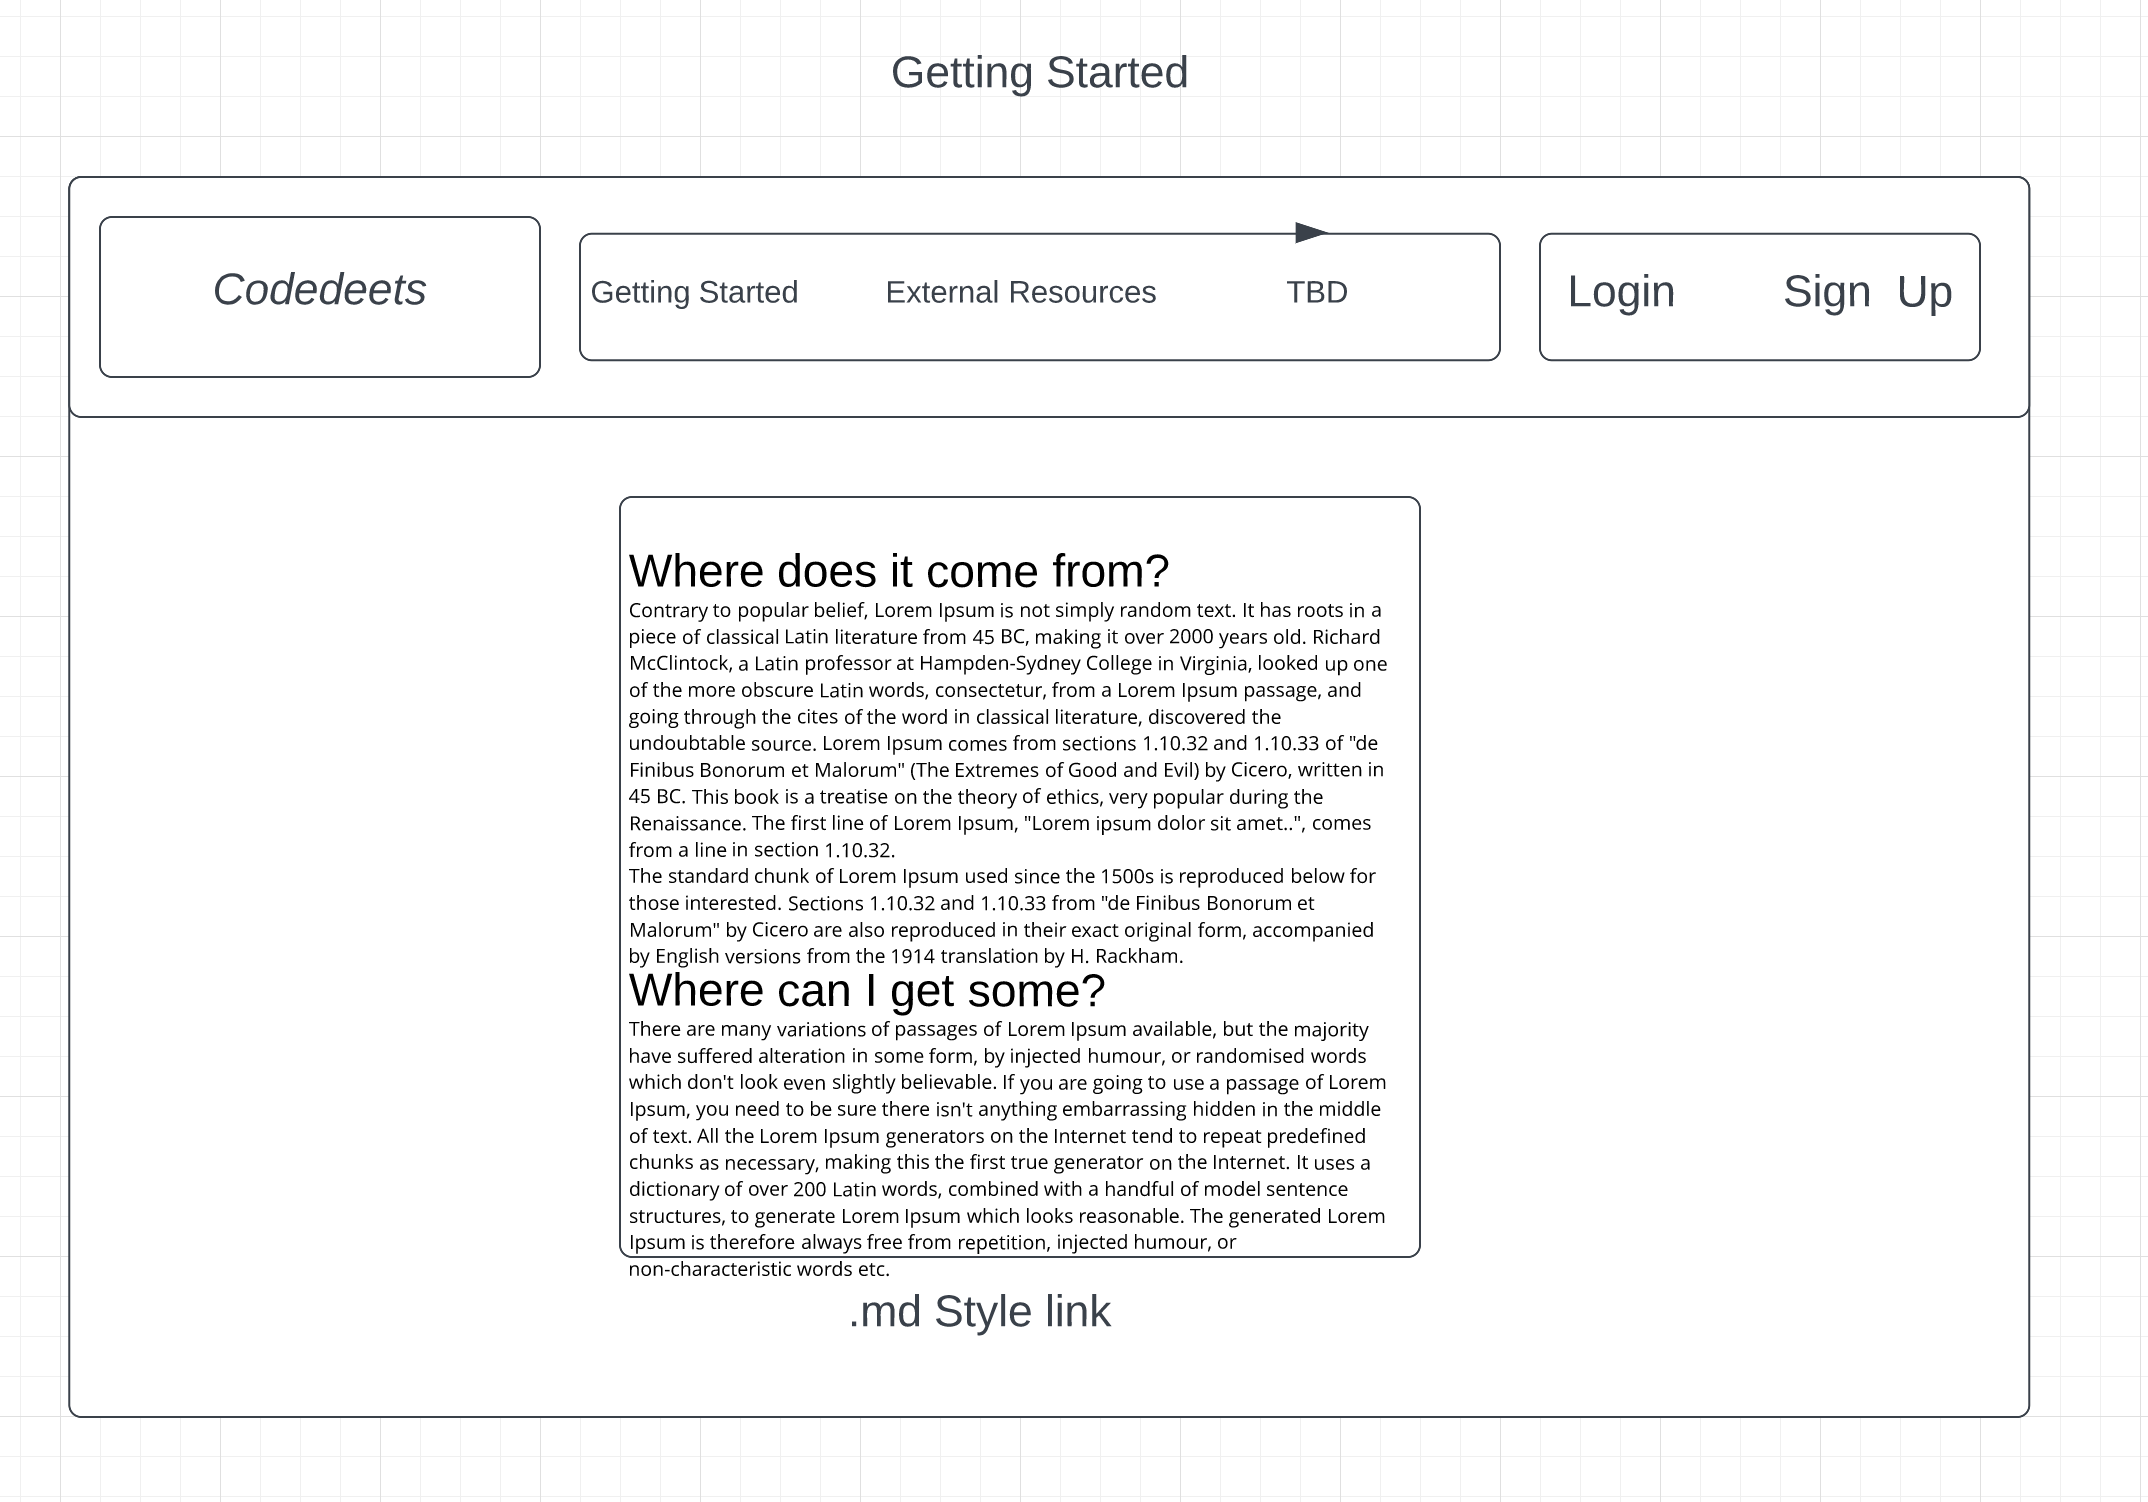 Getting Started
Codedeets
Getting Started External Resources TBD
Login Sign Up
Where does it come from?
Contrary to popular belief, Lorem Ipsum is not simply random text. It has roots in a
piece of classical Latin literature from 45 BC, making it over 2000 years old. Richard
McClintock, a Latin professor at Hampden-Sydney College in Virginia, looked up one
of the more obscure Latin words, consectetur, from a Lorem Ipsum passage, and
going through the cites of the word in classical literature, discovered the
undoubtable source. Lorem Ipsum comes from sections 1.10.32 and 1.10.33 of "de
Finibus Bonorum et Malorum" (The Extremes of Good and Evil) by Cicero, written in
45 BC. This book is a treatise on the theory of ethics, very popular during the
Renaissance. The first line of Lorem Ipsum, "Lorem ipsum dolor sit amet..", comes
from a line in section 1.10.32.
The standard chunk of Lorem Ipsum used since the 1500s is reproduced below for
those interested. Sections 1.10.32 and 1.10.33 from "de Finibus Bonorum et
Malorum" by Cicero are also reproduced in their exact original form, accompanied
by English versions from the 1914 translation by H. Rackham.
Where can I get some?
There are many variations of passages of Lorem Ipsum available, but the majority
have suffered alteration in some form, by injected humour, or randomised words
which don't look even slightly believable. If you are going to use a passage of Lorem
Ipsum, you need to be sure there isn't anything embarrassing hidden in the middle
of text. All the Lorem Ipsum generators on the Internet tend to repeat predefined
chunks as necessary, making this the first true generator on the Internet. It uses a
dictionary of over 200 Latin words, combined with a handful of model sentence
structures, to generate Lorem Ipsum which looks reasonable. The generated Lorem
Ipsum is therefore always free from repetition, injected humour, or
non-characteristic words etc.
.md Style link